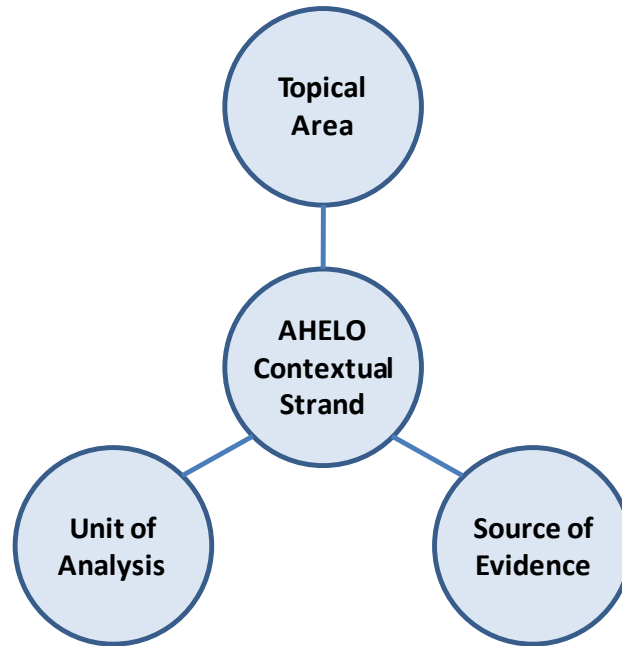 Topical
Area
AHELO
Contextual
Strand
Unit of
Analysis
Source of
Evidence